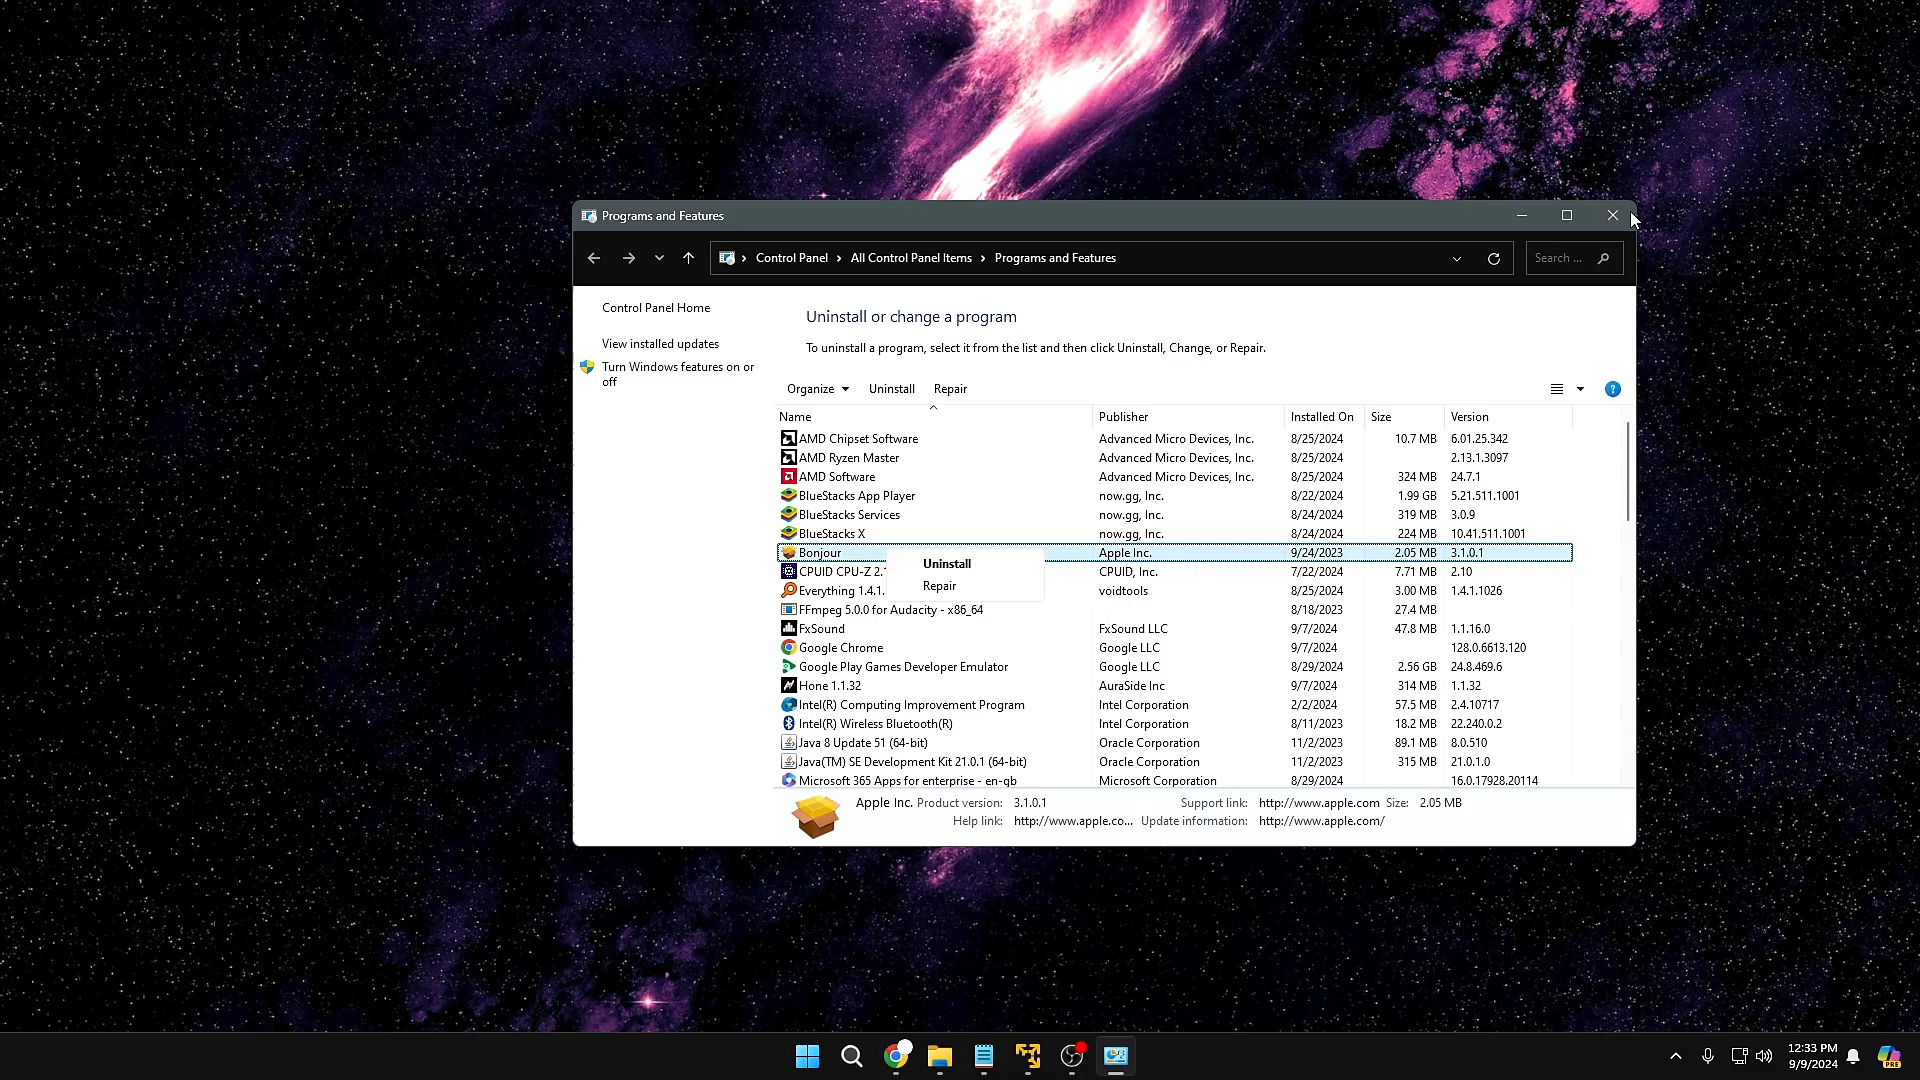 Programs and Features
Control Panel › All Control Panel Items › Programs and Features
Search ...
Control Panel Home
View installed updates
Turn Windows features on or
off
Uninstall or change a program
To uninstall a program, select it from the list and then click Uninstall, Change, or Repair.
Organize Uninstall Repair
Name Publisher Installed On Size Version
AMD Chipset Software Advanced Micro Devices, Inc. 8/25/2024 10.7 MB 6.01.25.342
AMD Ryzen Master Advanced Micro Devices, Inc. 8/25/2024 2.13.1.3097
AMD Software Advanced Micro Devices, Inc. 8/25/2024 324 MB 24.7.1
BlueStacks App Player now.gg, Inc. 8/22/2024 1.99 GB 5.21.511.1001
BlueStacks Services now.gg, Inc. 8/24/2024 319 MB 3.0.9
BlueStacks X now.gg, Inc. 8/24/2024 224 MB 10.41.511.1001
Bonjour Apple Inc. 9/24/2023 2.05 MB 3.1.0.1
Uninstall
Repair
CPUID CPU-Z 2. CPUID, Inc. 7/22/2024 7.71 MB 2.10
Everything 1.4.1. voidtools 8/25/2024 3.00 MB 1.4.1.1026
FFmpeg 5.0.0 for Audacity - x86_64 8/18/2023 27.4 MB
FxSound FxSound LLC 9/7/2024 47.8 MB 1.1.16.0
Google Chrome Google LLC 9/7/2024 128.0.6613.120
Google Play Games Developer Emulator Google LLC 8/29/2024 2.56 GB 24.8.469.6
Hone 1.1.32 AuraSide Inc 9/7/2024 314 MB 1.1.32
Intel(R) Computing Improvement Program Intel Corporation 2/2/2024 57.5 MB 2.4.10717
Intel(R) Wireless Bluetooth(R) Intel Corporation 8/11/2023 18.2 MB 22.240.0.2
Java 8 Update 51 (64-bit) Oracle Corporation 11/2/2023 89.1 MB 8.0.510
Java(TM) SE Development Kit 21.0.1 (64-bit) Oracle Corporation 11/2/2023 315 MB 21.0.1.0
Microsoft 365 Apps for enterprise - en-gb Microsoft Corporation 8/29/2024 16.0.17928.20114
Apple Inc. Product version: 3.1.0.1 Support link: http://www.apple.com Size: 2.05 MB
Help link: http://www.apple.co... Update information: http://www.apple.com/
12:33 PM
9/9/2024
PRE